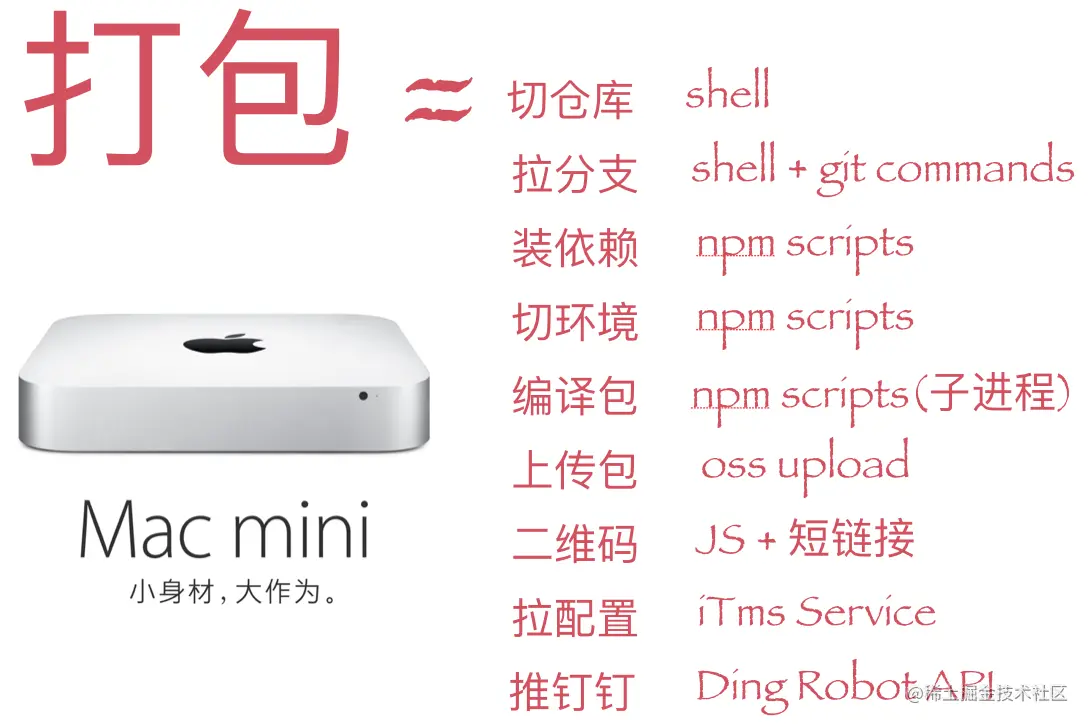 打包 ≈
切仓库 shell
拉分支 shell + git commands
装依赖 npm scripts
切环境 npm scripts
编译包 npm scripts(子进程)
上传包 oss upload
二维码 JS + 短链接
拉配置 iTms Service
推钉钉 Ding Robot API
Mac mini
小身材，大作为。
@稀土掘金技术社区